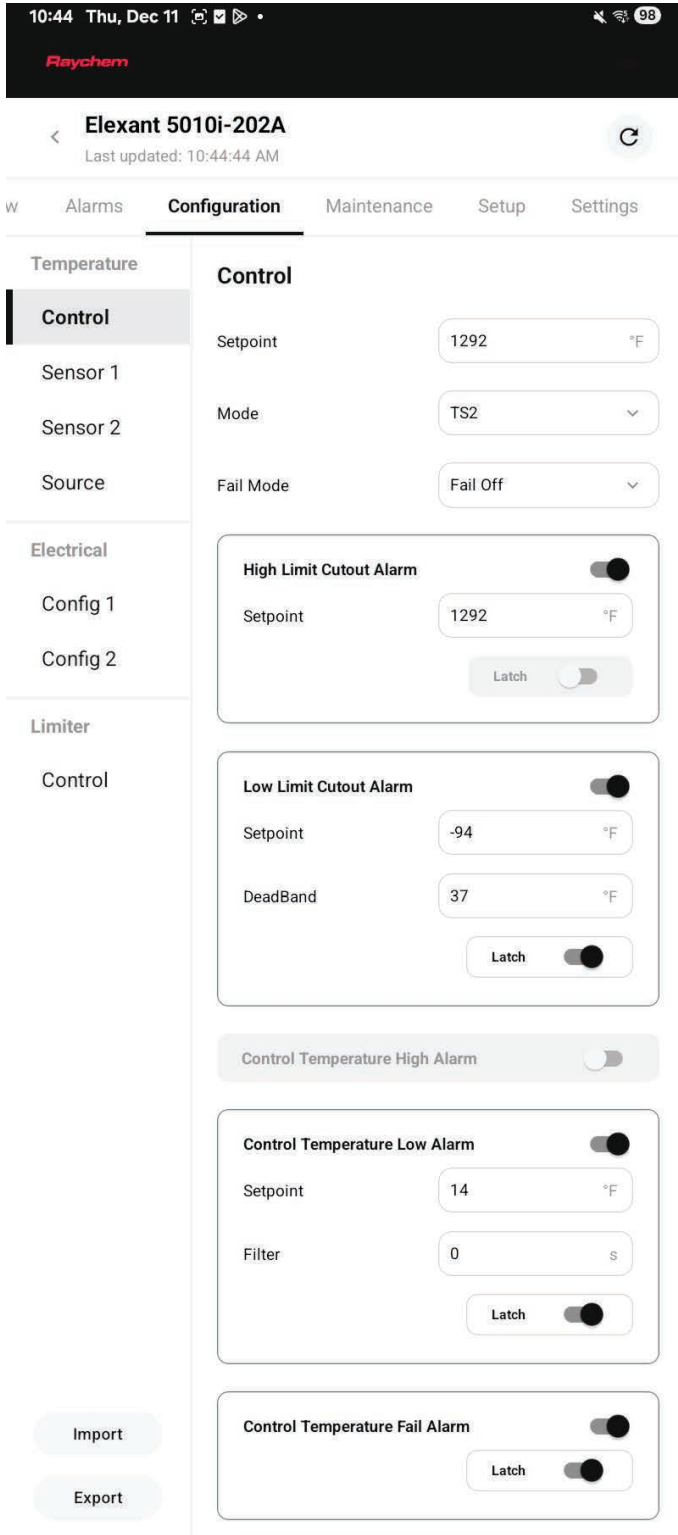 10:44 Thu, Dec 11
98
Raychem
Elexant 5010i-202A
Last updated: 10:44:44 AM
w Alarms Configuration Maintenance Setup Settings
Temperature
Control
Sensor 1
Sensor 2
Source
Electrical
Config 1
Config 2
Limiter
Control
Import
Export
Control
Setpoint 1292 °F
Mode TS2
Fail Mode Fail Off
High Limit Cutout Alarm
Setpoint 1292 °F
Latch
Low Limit Cutout Alarm
Setpoint -94 °F
DeadBand 37 °F
Latch
Control Temperature High Alarm
Control Temperature Low Alarm
Setpoint 14 °F
Filter 0 s
Latch
Control Temperature Fail Alarm
Latch